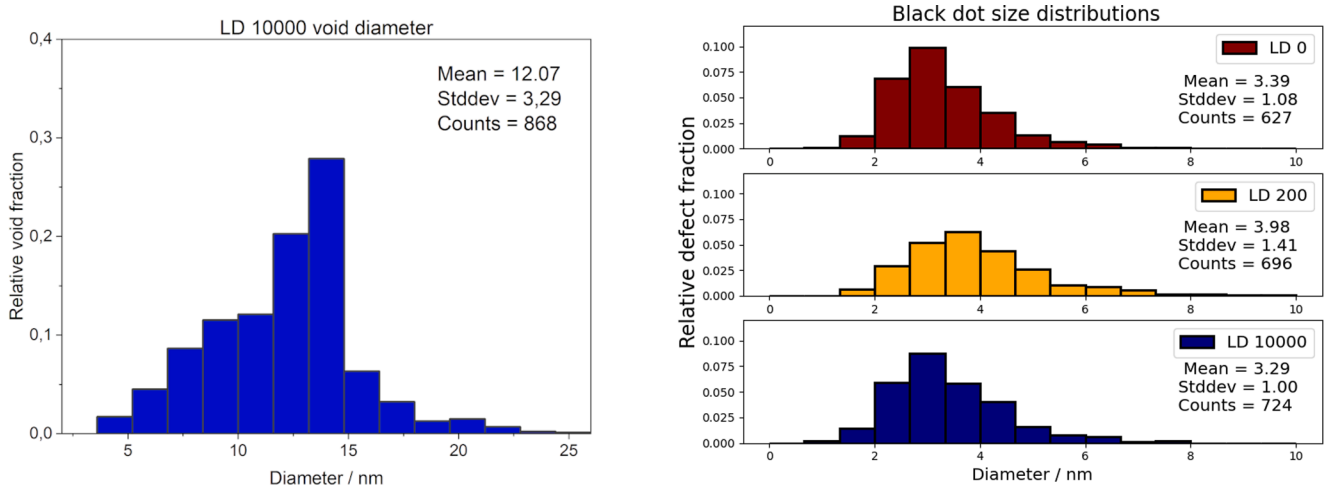 LD 10000 void diameter
0,4
0,3
0,2
0,1
0,0
Mean = 12.07
Stddev = 3,29
Counts = 868
Relative void fraction
5 10 15 20 25
Diameter / nm
Black dot size distributions
Relative defect fraction
0.100
0.075
0.050
0.025
0.000
LD 0
Mean = 3.39
Stddev = 1.08
Counts = 627
0 2 4 6 8 10
0.100
0.075
0.050
0.025
0.000
LD 200
Mean = 3.98
Stddev = 1.41
Counts = 696
0 2 4 6 8 10
0.100
0.075
0.050
0.025
0.000
LD 10000
Mean = 3.29
Stddev = 1.00
Counts = 724
0 2 4 6 8 10
Diameter / nm